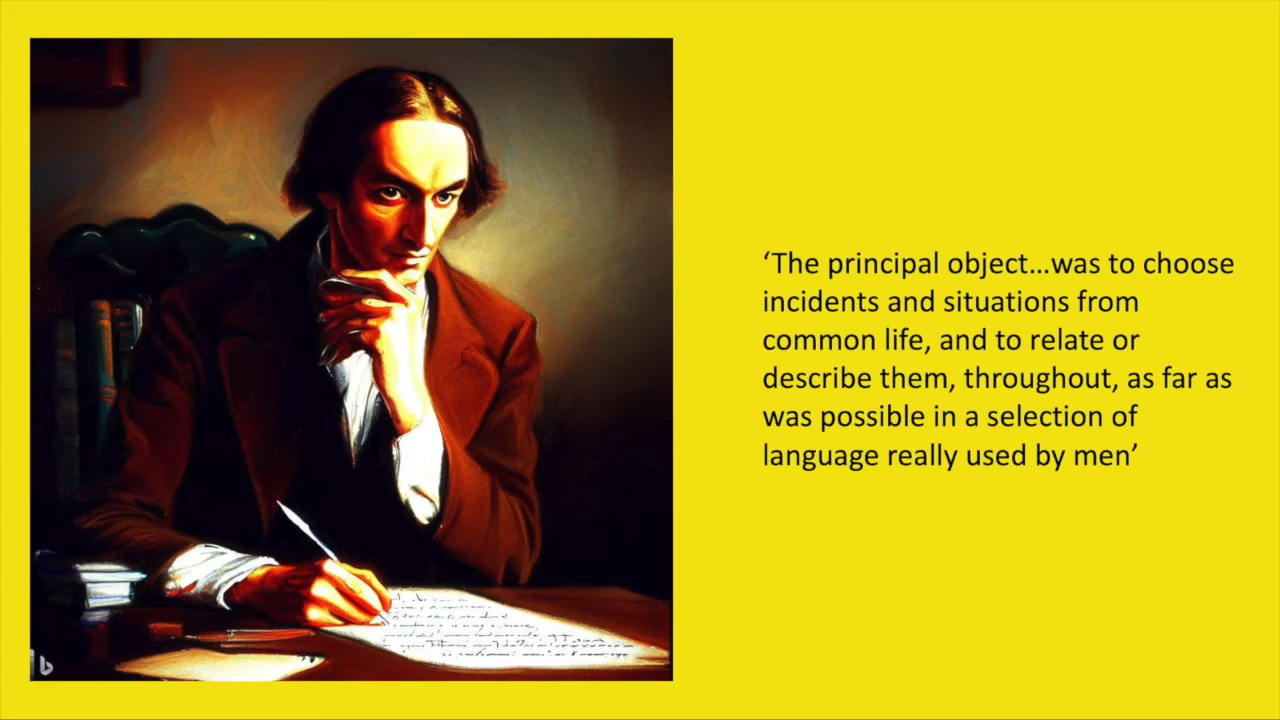 ‘The principal object…was to choose
incidents and situations from
common life, and to relate or
describe them, throughout, as far as
was possible in a selection of
language really used by men’